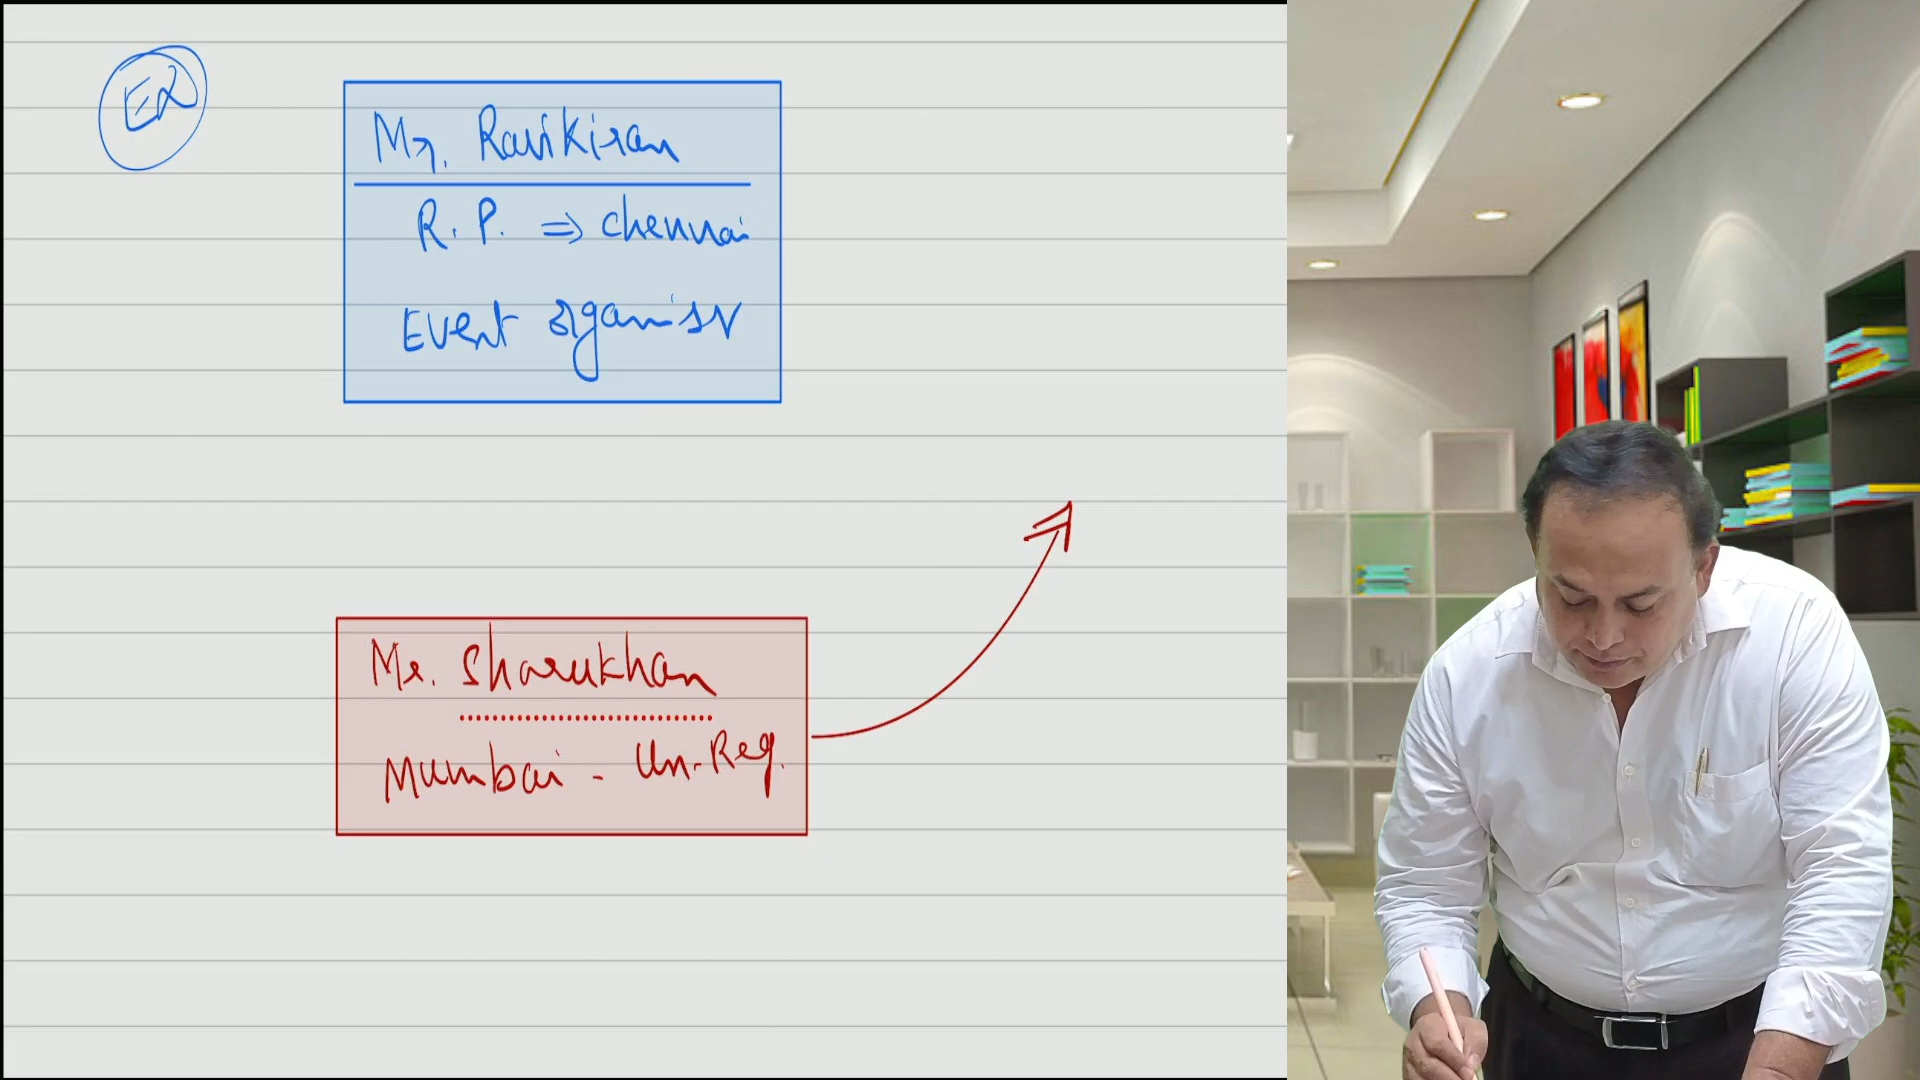 Ex
Mr. Ravikiran
R.P. ⇒ chennai
Event organiser
Mr. Sharukhan
Mumbai - Un-Reg.